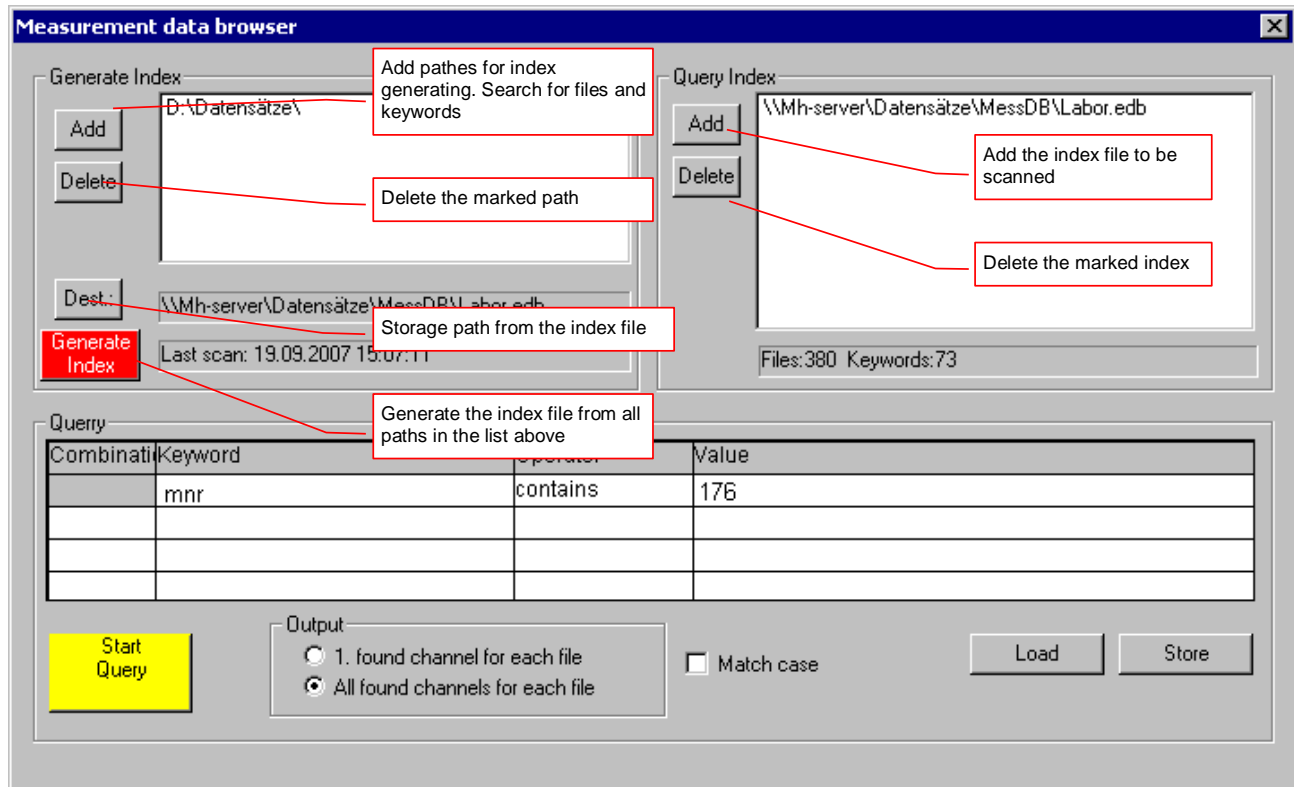 Measurement data browser
Generate Index
Add
D:\Datensätze\
Add pathes for index
generating. Search for files and
keywords
Delete
Delete the marked path
Dest.:
\\Mh-server\Datensätze\MessDB\Labor.edb
Storage path from the index file
Generate
Index
Last scan: 19.09.2007 15:07:11
Generate the index file from all
paths in the list above
Query Index
Add
\\Mh-server\Datensätze\MessDB\Labor.edb
Add the index file to be
scanned
Delete
Delete the marked index
Files:380 Keywords:73
Querry
Combinati Keyword Operator Value
mnr contains 176
Start
Query
Output
1. found channel for each file
All found channels for each file
Match case
Load
Store